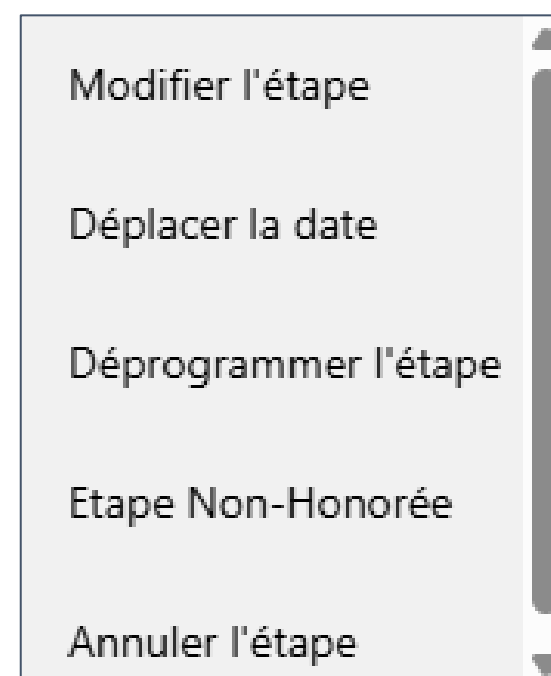 Modifier l'étape
Déplacer la date
Déprogrammer l'étape
Etape Non-Honorée
Annuler l'étape